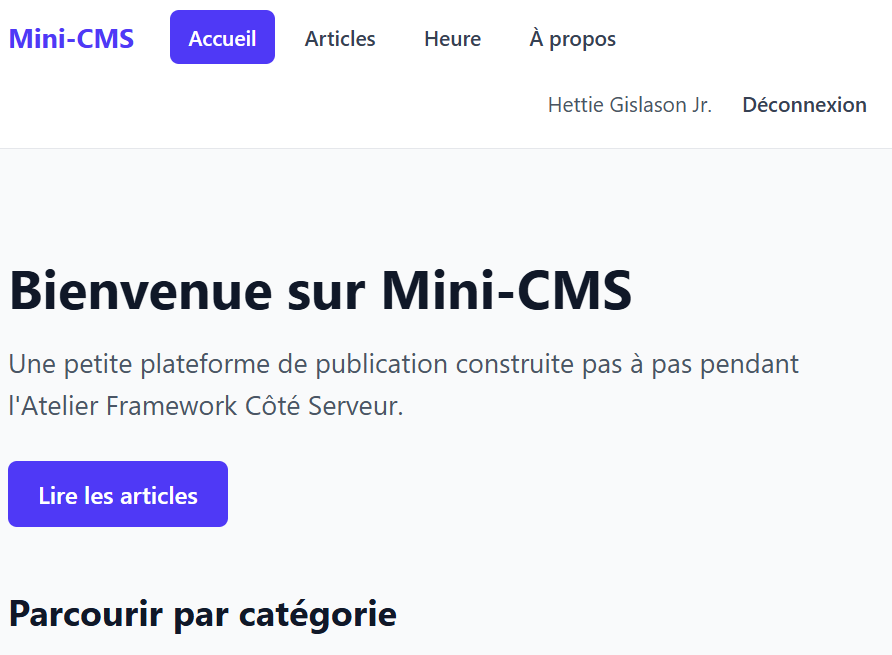 Mini-CMS Accueil Articles Heure À propos
Hettie Gislason Jr. Déconnexion
Bienvenue sur Mini-CMS
Une petite plateforme de publication construite pas à pas pendant
l'Atelier Framework Côté Serveur.
Lire les articles
Parcourir par catégorie